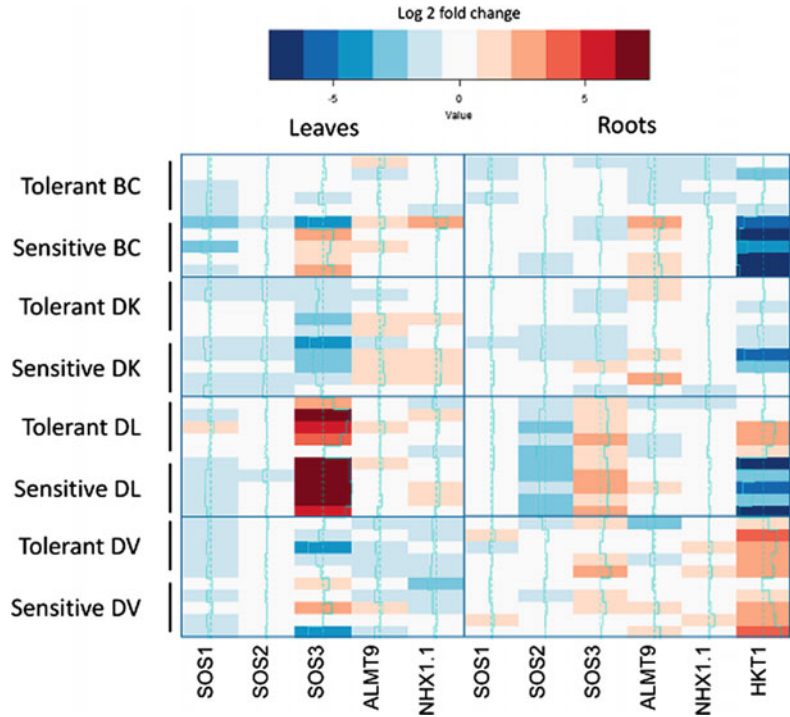 Log 2 fold change
-5 0 5
Value
Leaves Roots
Tolerant BC
Sensitive BC
Tolerant DK
Sensitive DK
Tolerant DL
Sensitive DL
Tolerant DV
Sensitive DV
SOS1 SOS2 SOS3 ALMT9 NHX1.1 SOS1 SOS2 SOS3 ALMT9 NHX1.1 HKT1